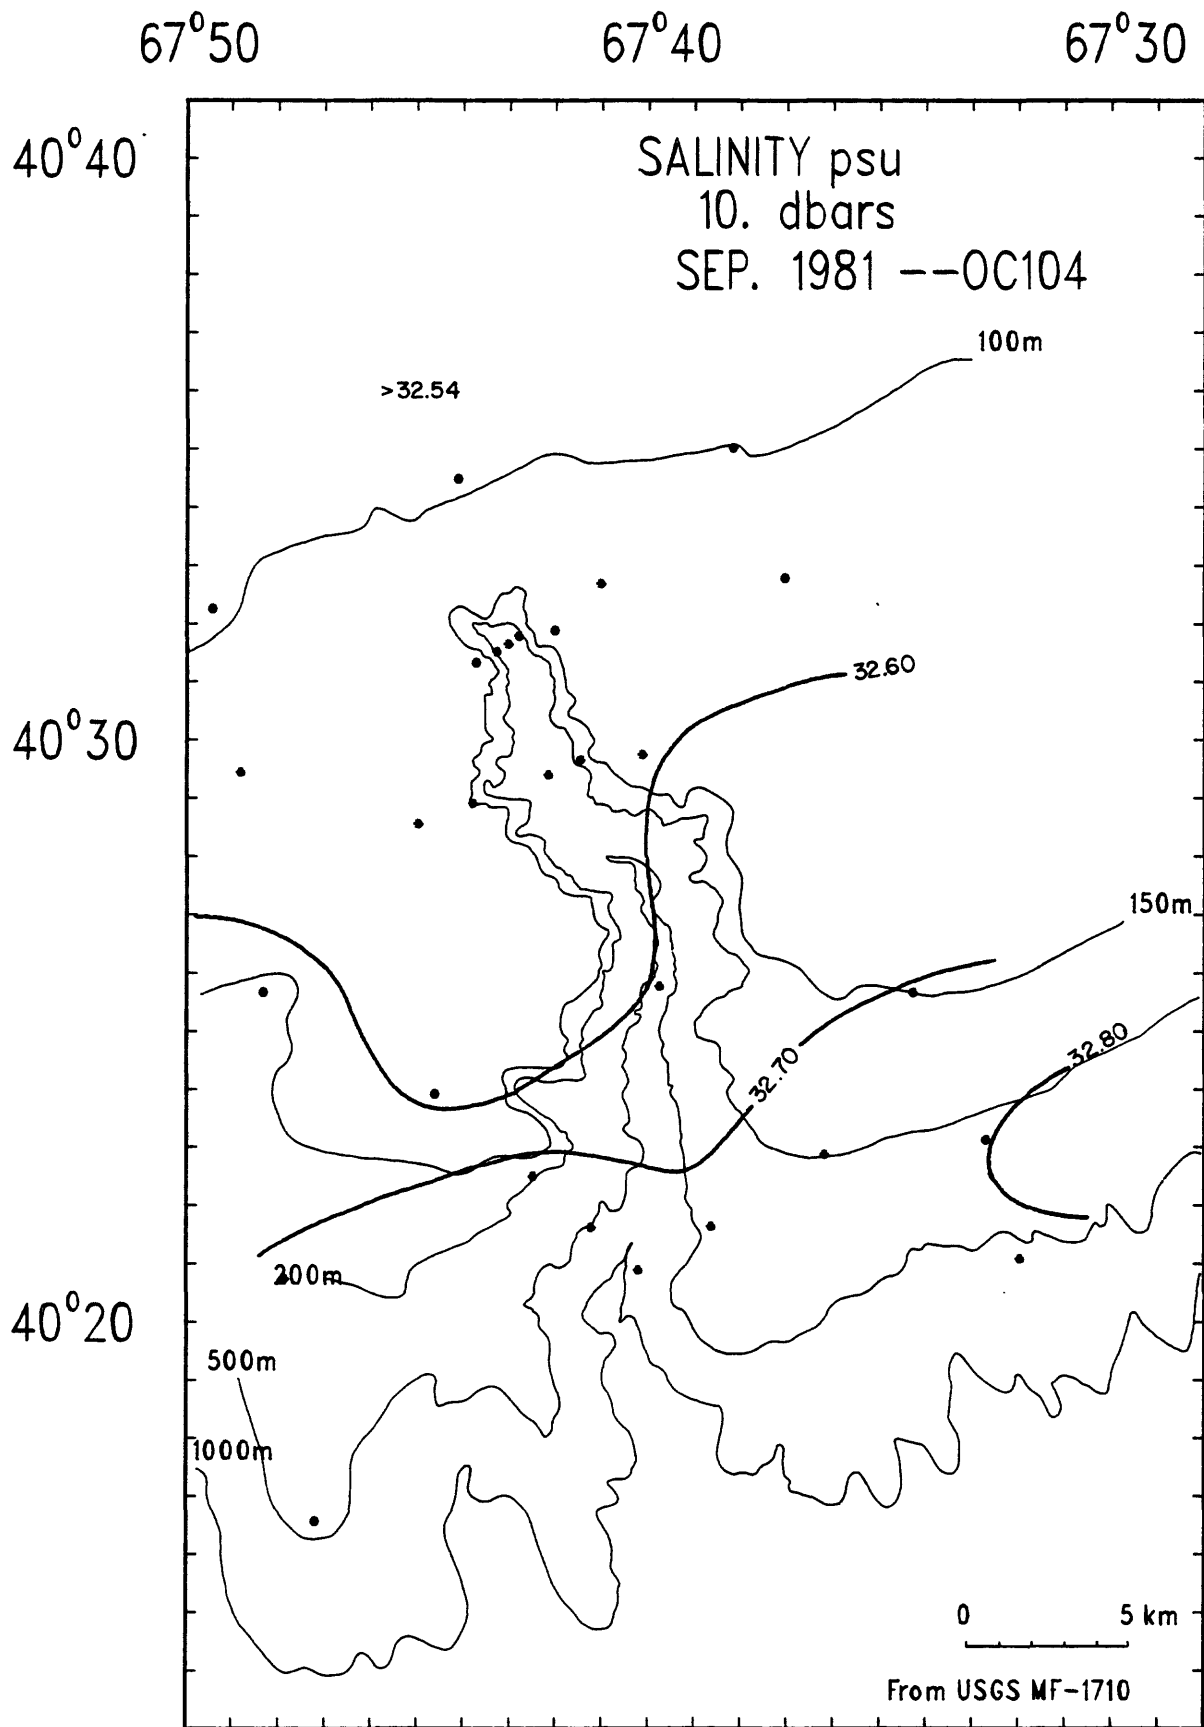 67°50
67°40
67°30
40°40
SALINITY psu
10. dbars
SEP. 1981 --OC104
100m
>32.54
32.60
40°30
150m
32.80
32.70
200m
40°20
500m
1000m
0 5 km
From USGS MF-1710